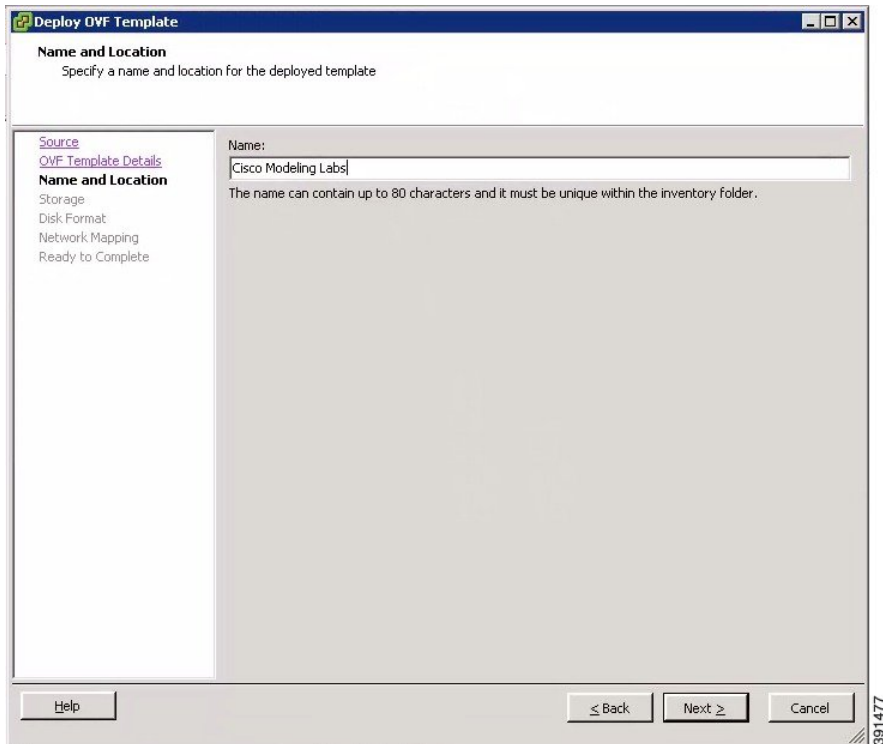 Deploy OVF Template
Name and Location
Specify a name and location for the deployed template
Source
OVF Template Details
Name and Location
Storage
Disk Format
Network Mapping
Ready to Complete
Name:
Cisco Modeling Labs
The name can contain up to 80 characters and it must be unique within the inventory folder.
Help
< Back
Next >
Cancel
391477